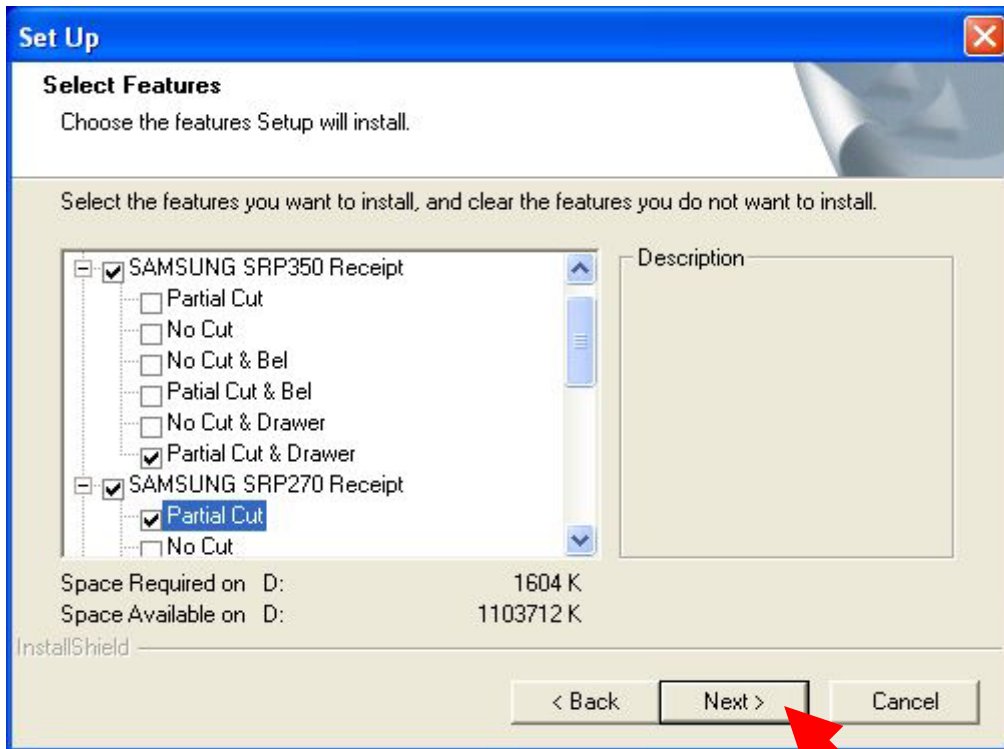 Set Up
Select Features
Choose the features Setup will install.
Select the features you want to install, and clear the features you do not want to install.
SAMSUNG SRP350 Receipt
Partial Cut
No Cut
No Cut & Bel
Patial Cut & Bel
No Cut & Drawer
Partial Cut & Drawer
SAMSUNG SRP270 Receipt
Partial Cut
No Cut
Description
Space Required on D: 1604 K
Space Available on D: 1103712 K
InstallShield
< Back Next > Cancel